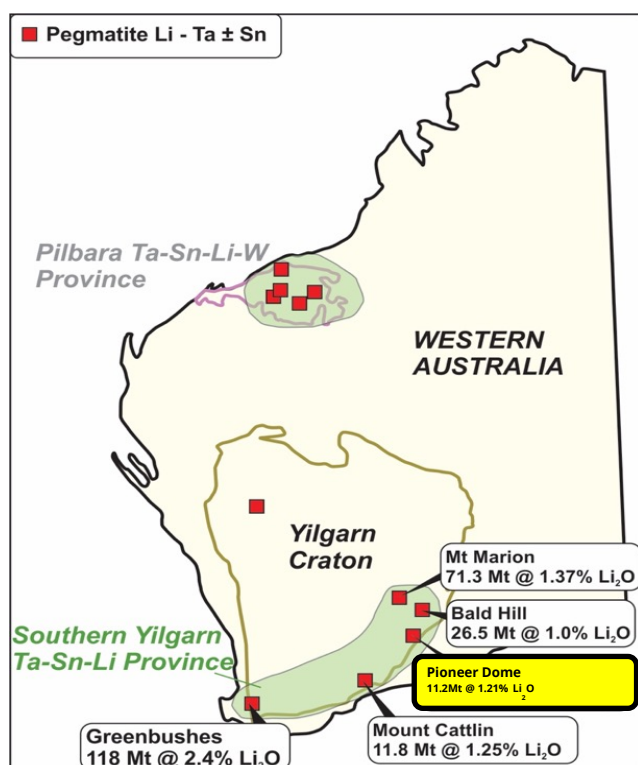 Pegmatite Li - Ta ± Sn
Pilbara Ta-Sn-Li-W
Province
WESTERN
AUSTRALIA
Yilgarn
Craton
Mt Marion
71.3 Mt @ 1.37% Li₂O
Bald Hill
26.5 Mt @ 1.0% Li₂O
Southern Yilgarn
Ta-Sn-Li Province
Pioneer Dome
11.2Mt @ 1.21% Li₂O
Greenbushes
118 Mt @ 2.4% Li₂O
Mount Cattlin
11.8 Mt @ 1.25% Li₂O